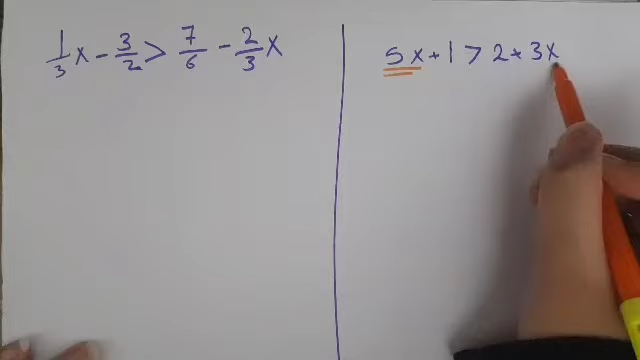 1/3 x - 3/2 > 7/6 - 2/3 x
5x + 1 > 2 + 3x